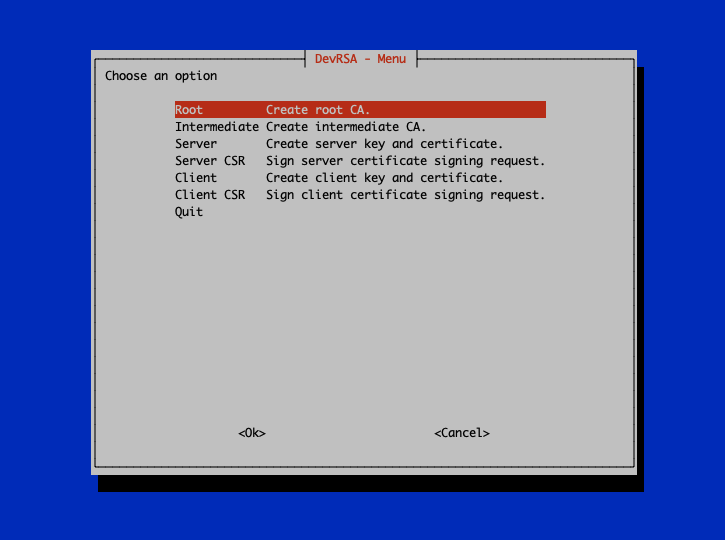 DevRSA - Menu
Choose an option
Root Create root CA.
Intermediate Create intermediate CA.
Server Create server key and certificate.
Server CSR Sign server certificate signing request.
Client Create client key and certificate.
Client CSR Sign client certificate signing request.
Quit
<Ok> <Cancel>